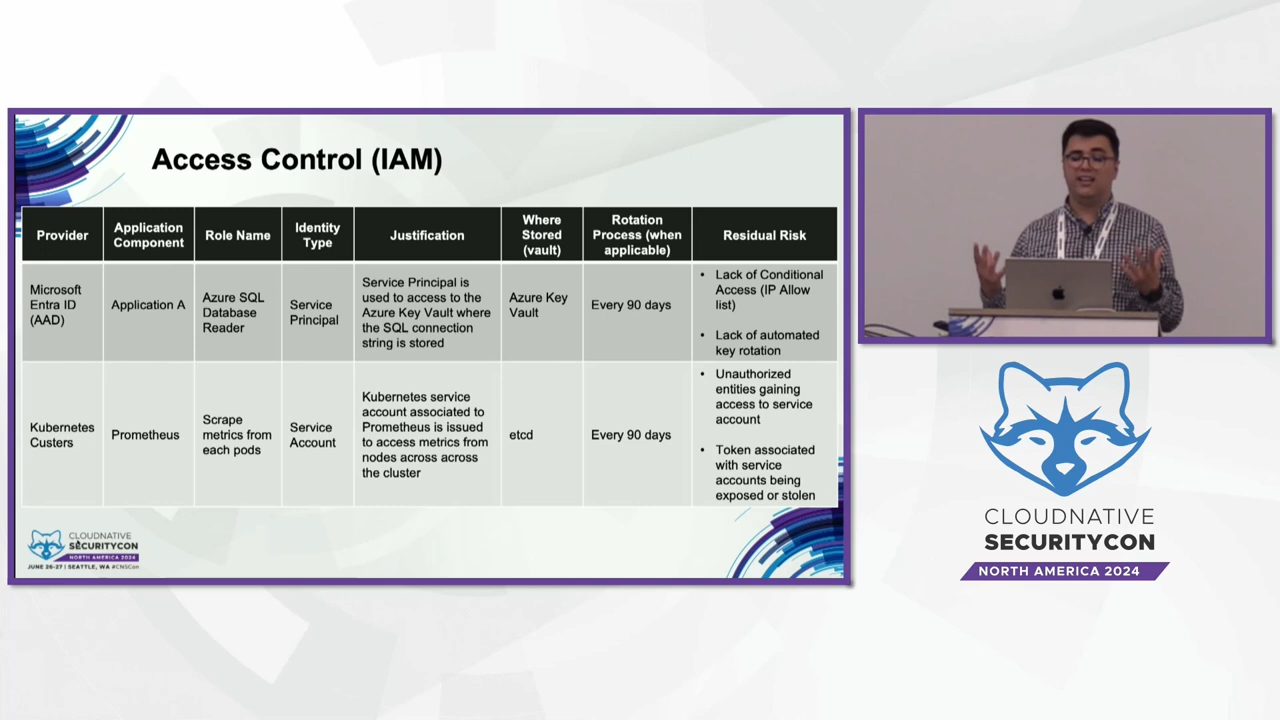 Access Control (IAM)
Provider
Application
Component
Role Name
Identity
Type
Justification
Where
Stored
(vault)
Rotation
Process (when
applicable)
Residual Risk
Microsoft
Entra ID
(AAD)
Application A
Azure SQL
Database
Reader
Service
Principal
Service Principal is
used to access to the
Azure Key Vault where
the SQL connection
string is stored
Azure Key
Vault
Every 90 days
• Lack of Conditional
Access (IP Allow
list)
• Lack of automated
key rotation
Kubernetes
Custers
Prometheus
Scrape
metrics from
each pods
Service
Account
Kubernetes service
account associated to
Prometheus is issued
to access metrics from
nodes across across
the cluster
etcd
Every 90 days
• Unauthorized
entities gaining
access to service
account
• Token associated
with service
accounts being
exposed or stolen
CLOUDNATIVE
SECURITYCON
NORTH AMERICA 2024
JUNE 26-27 | SEATTLE, WA #CNSCon
CLOUDNATIVE
SECURITYCON
NORTH AMERICA 2024